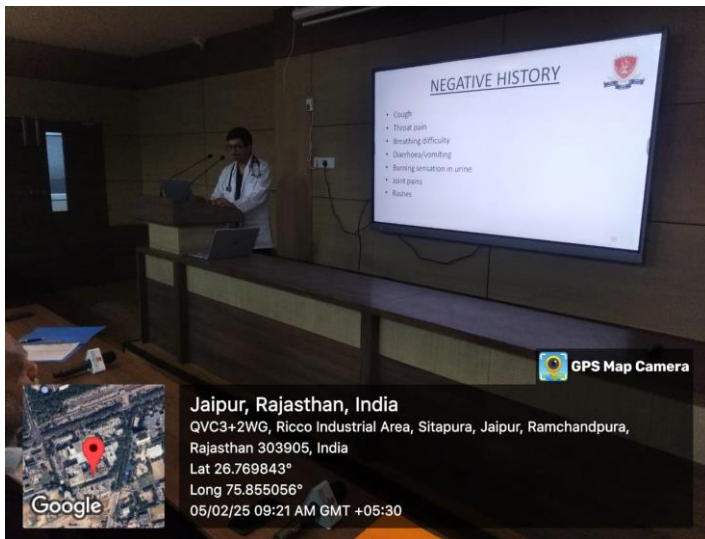 NEGATIVE HISTORY
• Cough
• Throat pain
• Breathing difficulty
• Diarrhoea/vomiting
• Burning sensation in urine
• Joint pains
• Rashes
GPS Map Camera
Jaipur, Rajasthan, India
QVC3+2WG, Ricco Industrial Area, Sitapura, Jaipur, Ramchandpura,
Rajasthan 303905, India
Lat 26.769843°
Long 75.855056°
05/02/25 09:21 AM GMT +05:30
Google